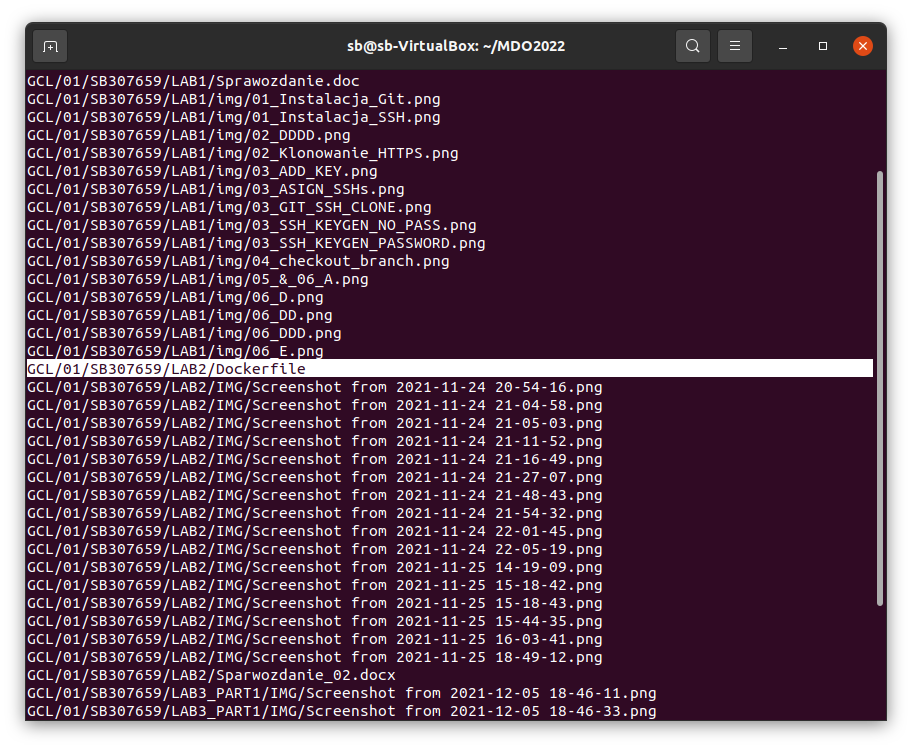 sb@sb-VirtualBox: ~/MDO2022
GCL/01/SB307659/LAB1/Sprawozdanie.doc
GCL/01/SB307659/LAB1/img/01_Instalacja_Git.png
GCL/01/SB307659/LAB1/img/01_Instalacja_SSH.png
GCL/01/SB307659/LAB1/img/02_DDDD.png
GCL/01/SB307659/LAB1/img/02_Klonowanie_HTTPS.png
GCL/01/SB307659/LAB1/img/03_ADD_KEY.png
GCL/01/SB307659/LAB1/img/03_ASIGN_SSHs.png
GCL/01/SB307659/LAB1/img/03_GIT_SSH_CLONE.png
GCL/01/SB307659/LAB1/img/03_SSH_KEYGEN_NO_PASS.png
GCL/01/SB307659/LAB1/img/03_SSH_KEYGEN_PASSWORD.png
GCL/01/SB307659/LAB1/img/04_checkout_branch.png
GCL/01/SB307659/LAB1/img/05_&_06_A.png
GCL/01/SB307659/LAB1/img/06_D.png
GCL/01/SB307659/LAB1/img/06_DD.png
GCL/01/SB307659/LAB1/img/06_DDD.png
GCL/01/SB307659/LAB1/img/06_E.png
GCL/01/SB307659/LAB2/Dockerfile
GCL/01/SB307659/LAB2/IMG/Screenshot from 2021-11-24 20-54-16.png
GCL/01/SB307659/LAB2/IMG/Screenshot from 2021-11-24 21-04-58.png
GCL/01/SB307659/LAB2/IMG/Screenshot from 2021-11-24 21-05-03.png
GCL/01/SB307659/LAB2/IMG/Screenshot from 2021-11-24 21-11-52.png
GCL/01/SB307659/LAB2/IMG/Screenshot from 2021-11-24 21-16-49.png
GCL/01/SB307659/LAB2/IMG/Screenshot from 2021-11-24 21-27-07.png
GCL/01/SB307659/LAB2/IMG/Screenshot from 2021-11-24 21-48-43.png
GCL/01/SB307659/LAB2/IMG/Screenshot from 2021-11-24 21-54-32.png
GCL/01/SB307659/LAB2/IMG/Screenshot from 2021-11-24 22-01-45.png
GCL/01/SB307659/LAB2/IMG/Screenshot from 2021-11-24 22-05-19.png
GCL/01/SB307659/LAB2/IMG/Screenshot from 2021-11-25 14-19-09.png
GCL/01/SB307659/LAB2/IMG/Screenshot from 2021-11-25 15-18-42.png
GCL/01/SB307659/LAB2/IMG/Screenshot from 2021-11-25 15-18-43.png
GCL/01/SB307659/LAB2/IMG/Screenshot from 2021-11-25 15-44-35.png
GCL/01/SB307659/LAB2/IMG/Screenshot from 2021-11-25 16-03-41.png
GCL/01/SB307659/LAB2/IMG/Screenshot from 2021-11-25 18-49-12.png
GCL/01/SB307659/LAB2/Sparwozdanie_02.docx
GCL/01/SB307659/LAB3_PART1/IMG/Screenshot from 2021-12-05 18-46-11.png
GCL/01/SB307659/LAB3_PART1/IMG/Screenshot from 2021-12-05 18-46-33.png